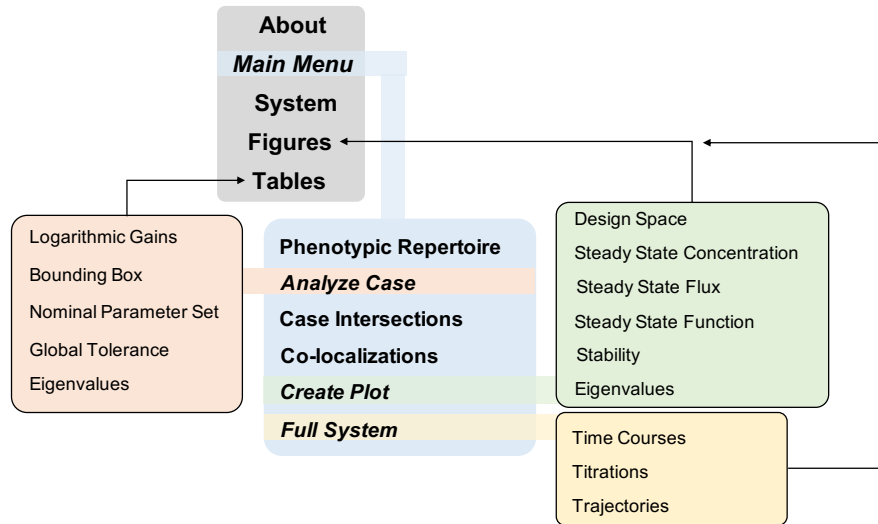 About
Main Menu
System
Figures
Tables
Logarithmic Gains
Bounding Box
Nominal Parameter Set
Global Tolerance
Eigenvalues
Phenotypic Repertoire
Analyze Case
Case Intersections
Co-localizations
Create Plot
Full System
Design Space
Steady State Concentration
Steady State Flux
Steady State Function
Stability
Eigenvalues
Time Courses
Titrations
Trajectories